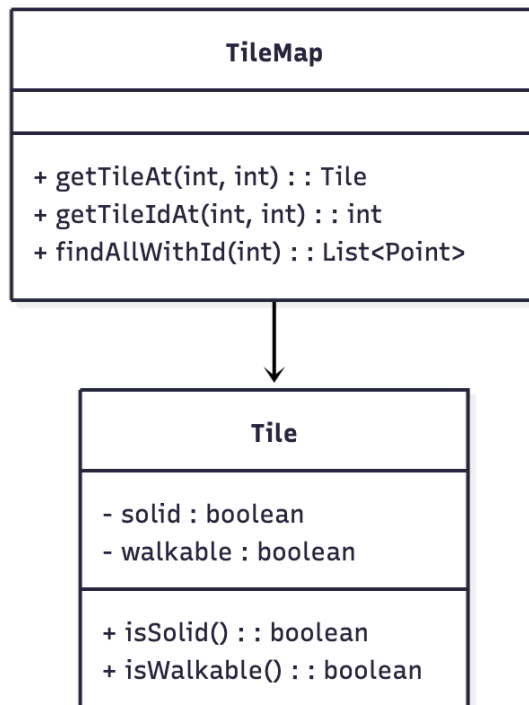 TileMap
+ getTileAt(int, int) : : Tile
+ getTileIdAt(int, int) : : int
+ findAllWithId(int) : : List<Point>
Tile
- solid : boolean
- walkable : boolean
+ isSolid() : : boolean
+ isWalkable() : : boolean